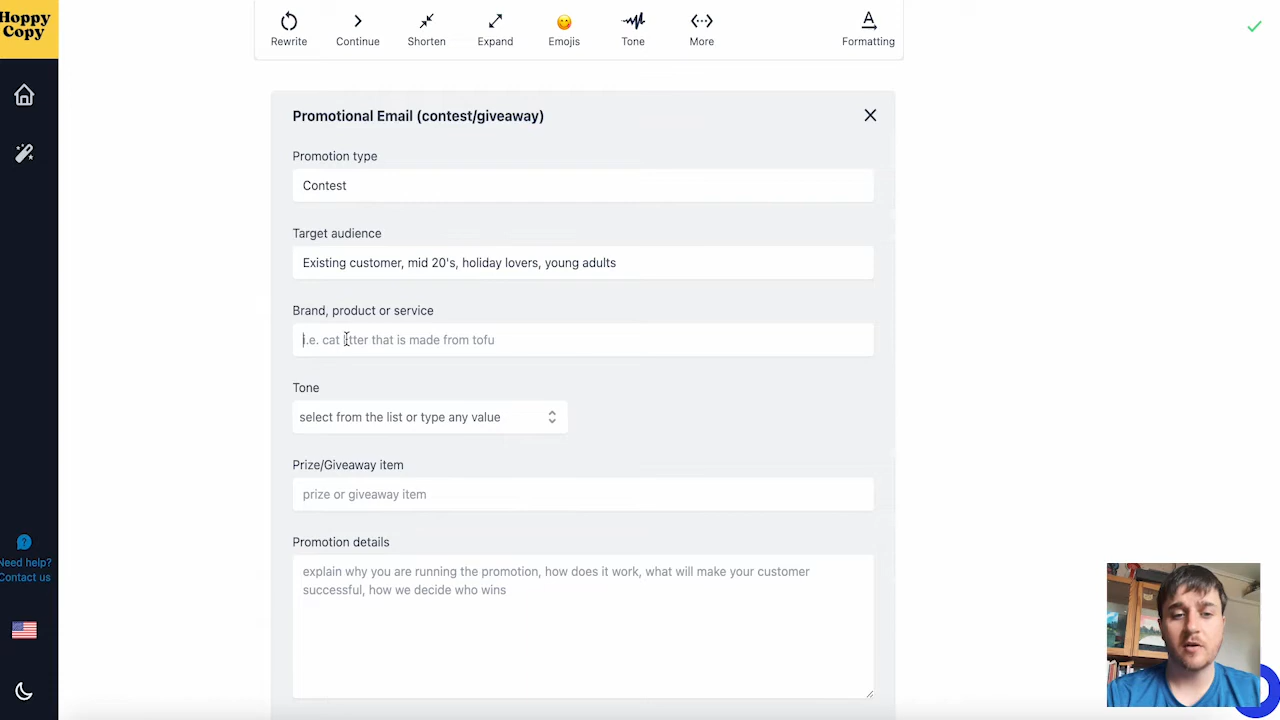 Hoppy
Copy
Rewrite
Continue
Shorten
Expand
Emojis
Tone
More
Formatting
Promotional Email (contest/giveaway)
Promotion type
Contest
Target audience
Existing customer, mid 20's, holiday lovers, young adults
Brand, product or service
i.e. cat litter that is made from tofu
Tone
select from the list or type any value
Prize/Giveaway item
prize or giveaway item
Promotion details
explain why you are running the promotion, how does it work, what will make your customer
successful, how we decide who wins
Need help?
Contact us